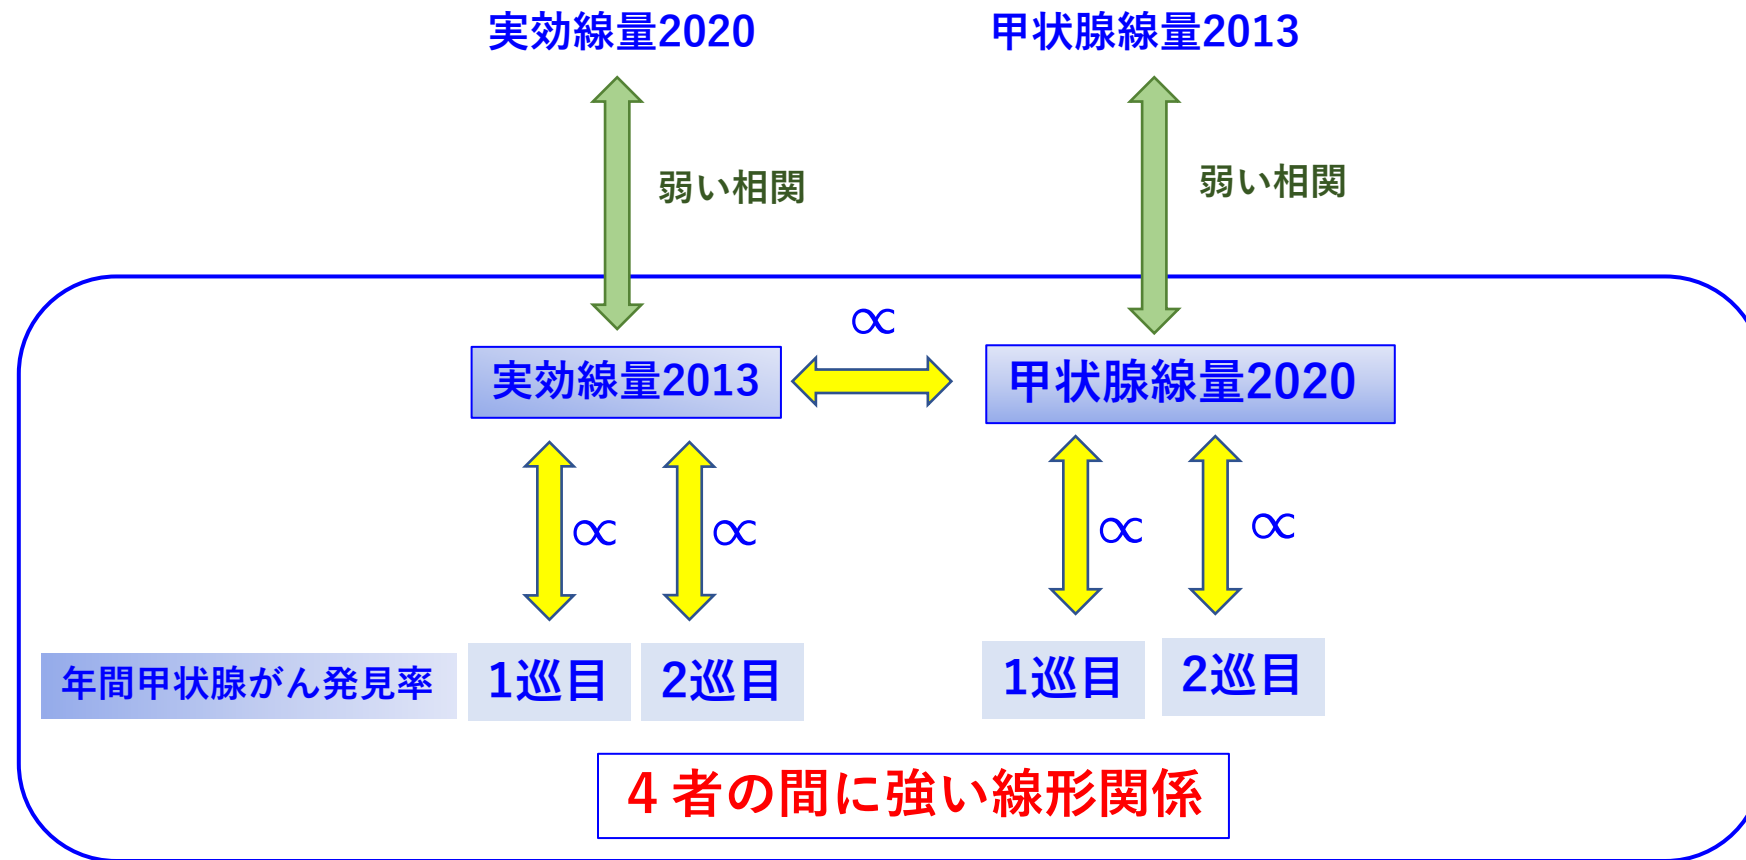 実効線量2020
甲状腺線量2013
弱い相関
弱い相関
∝
実効線量2013
甲状腺線量2020
∝
∝
∝
∝
年間甲状腺がん発見率
1巡目
2巡目
1巡目
2巡目
4者の間に強い線形関係